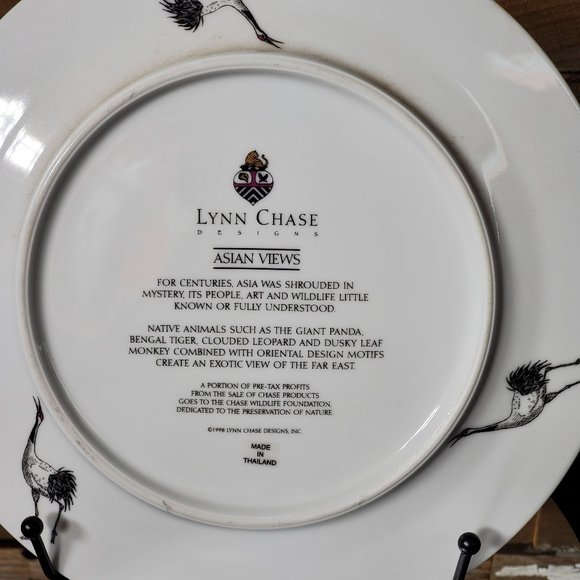 LYNN CHASE
DESIGNS
ASIAN VIEWS
FOR CENTURIES, ASIA WAS SHROUDED IN
MYSTERY, ITS PEOPLE, ART AND WILDLIFE LITTLE
KNOWN OR FULLY UNDERSTOOD.
NATIVE ANIMALS SUCH AS THE GIANT PANDA,
BENGAL TIGER, CLOUDED LEOPARD AND DUSKY LEAF
MONKEY COMBINED WITH ORIENTAL DESIGN MOTIFS
CREATE AN EXOTIC VIEW OF THE FAR EAST.
A PORTION OF PRE-TAX PROFITS
FROM THE SALE OF CHASE PRODUCTS
GOES TO THE CHASE WILDLIFE FOUNDATION,
DEDICATED TO THE PRESERVATION OF NATURE.
©1998 LYNN CHASE DESIGNS, INC.
MADE
IN
THAILAND